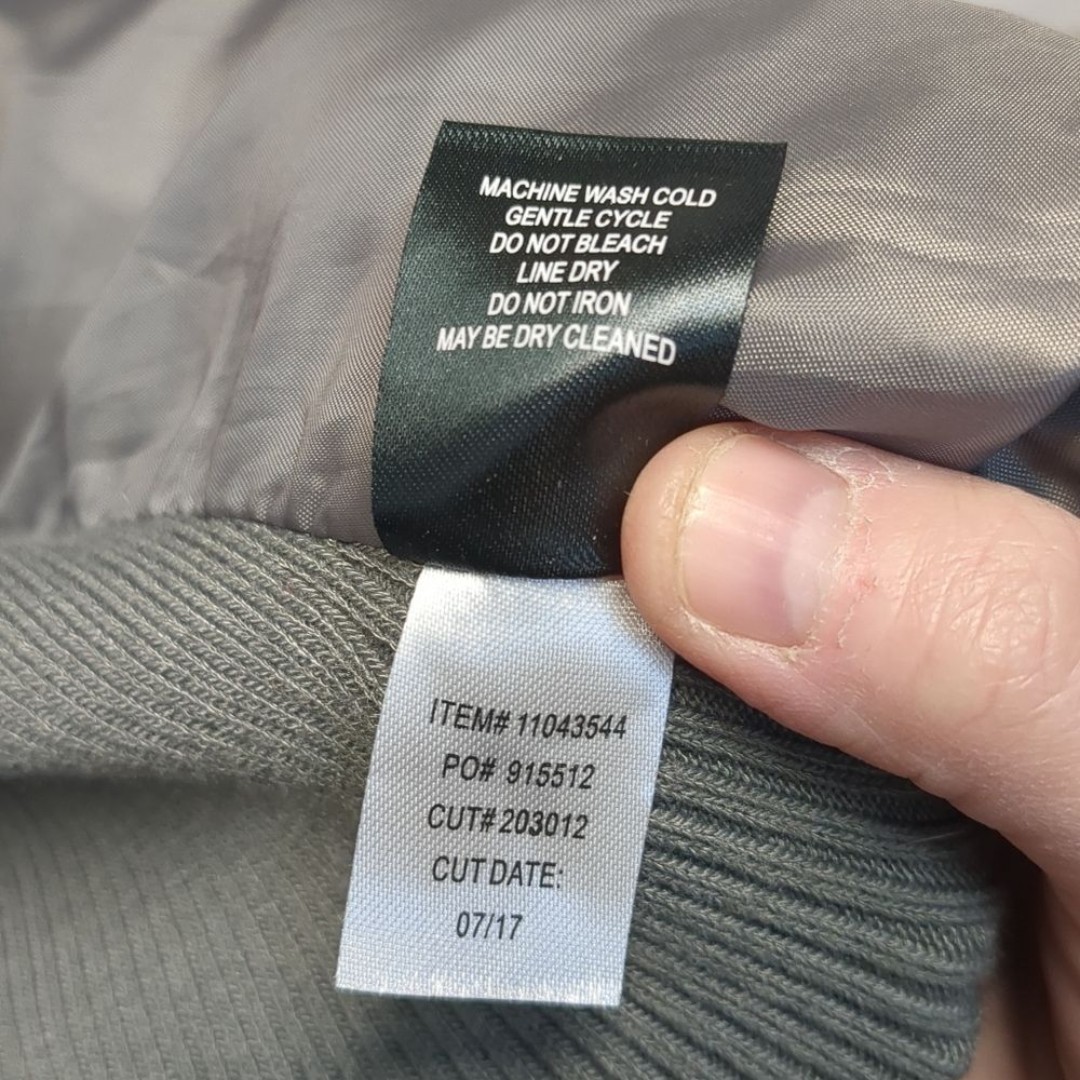 MACHINE WASH COLD
GENTLE CYCLE
DO NOT BLEACH
LINE DRY
DO NOT IRON
MAY BE DRY CLEANED
ITEM# 11043544
PO# 915512
CUT# 203012
CUT DATE:
07/17